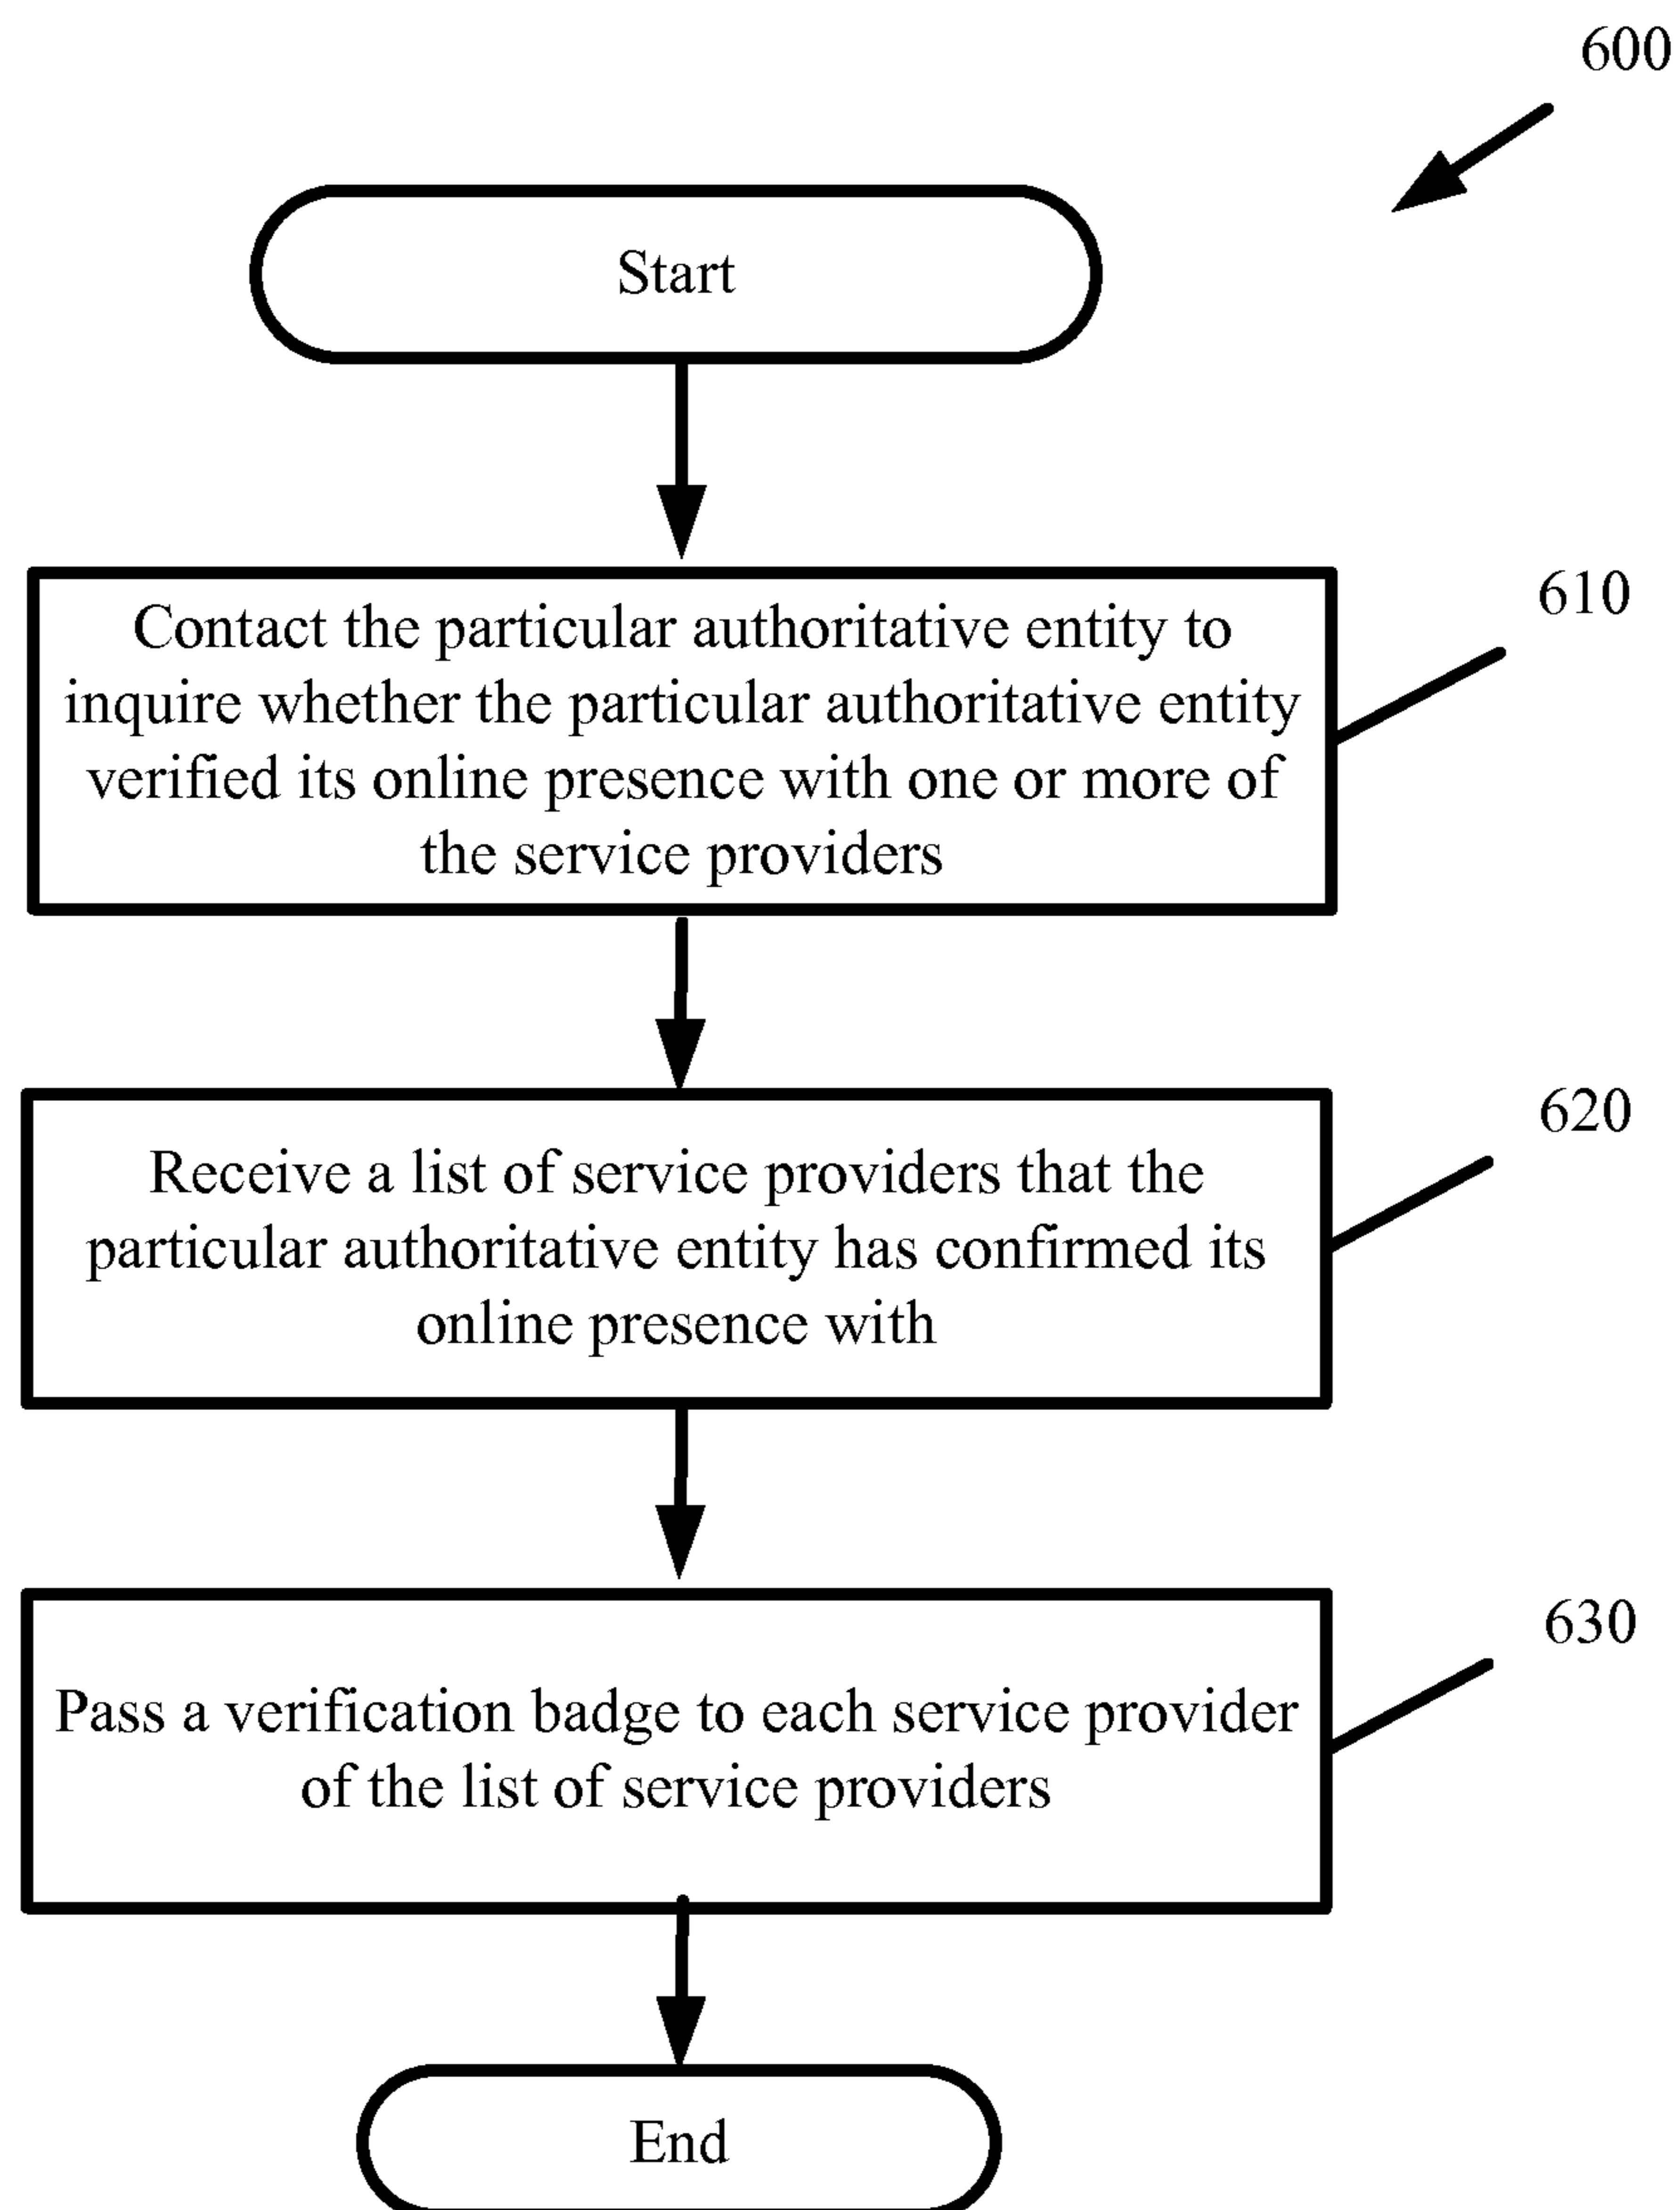 600
Start
610
Contact the particular authoritative entity to
inquire whether the particular authoritative entity
verified its online presence with one or more of
the service providers
620
Receive a list of service providers that the
particular authoritative entity has confirmed its
online presence with
630
Pass a verification badge to each service provider
of the list of service providers
End